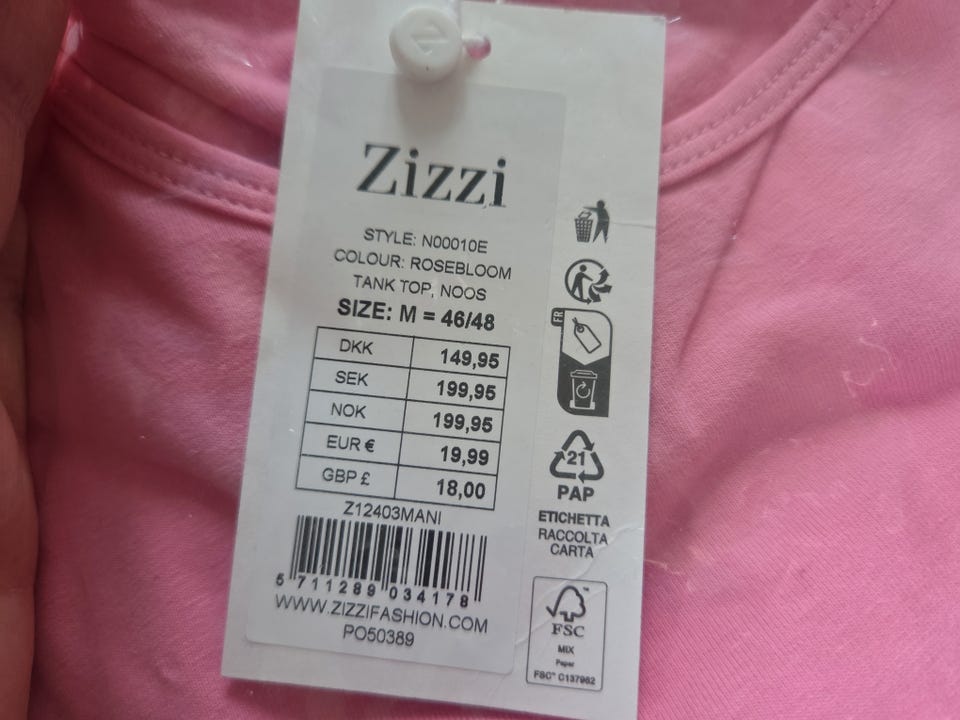 Zizzi
STYLE: N00010E
COLOUR: ROSEBLOOM
TANK TOP, NOOS
SIZE: M = 46/48
DKK 149,95
SEK 199,95
NOK 199,95
EUR € 19,99
GBP £ 18,00
Z12403MANI
5 711289 034178
WWW.ZIZZIFASHION.COM
PO50389
FR
21
PAP
ETICHETTA
RACCOLTA
CARTA
FSC™
MIX
Paper
FSC™ C137962